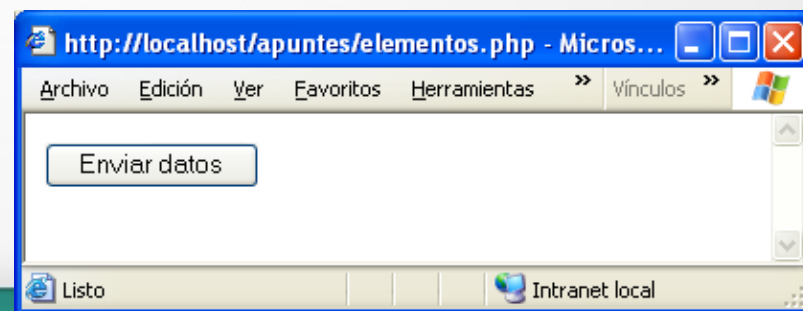 http://localhost/apuntes/elementos.php - Micros...
Archivo Edición Ver Favoritos Herramientas » Vínculos »
Enviar datos
Listo Intranet local